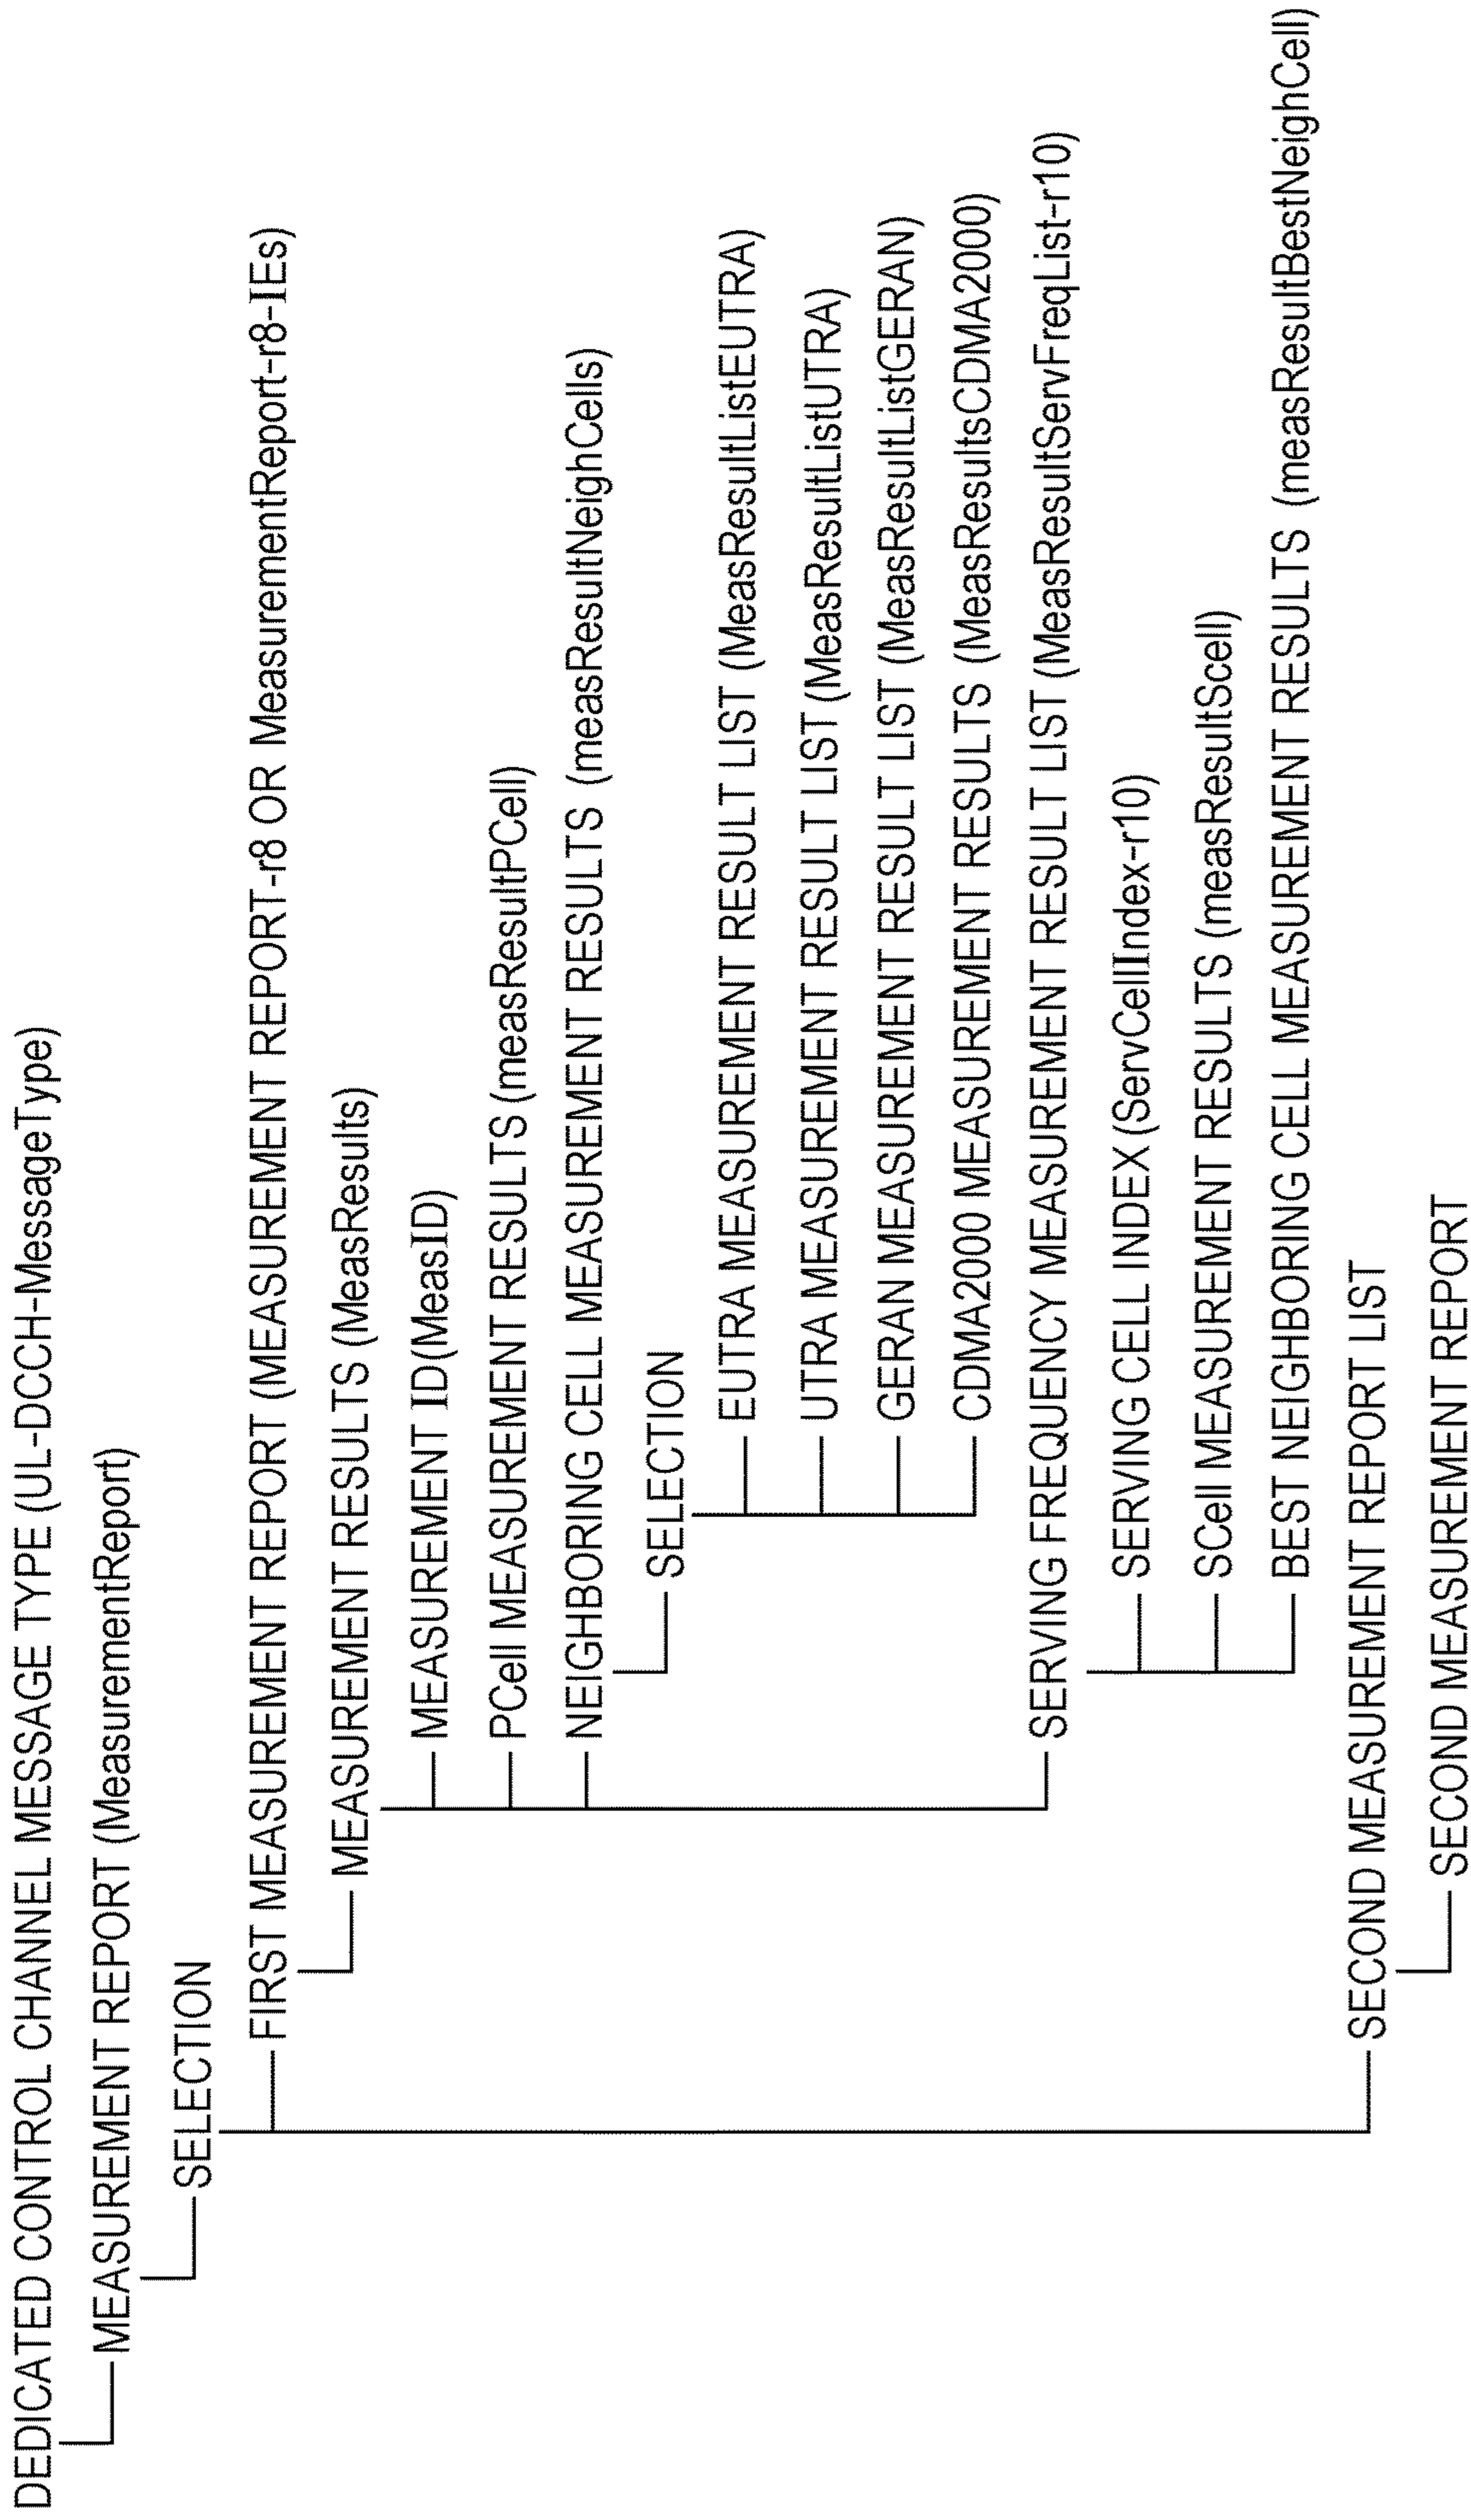 DEDICATED CONTROL CHANNEL MESSAGE TYPE (UL-DCCH-MessageType)
MEASUREMENT REPORT (MeasurementReport)
SELECTION
FIRST MEASUREMENT REPORT (MEASUREMENT REPORT-r8 OR MeasurementReport-r8-IEs)
MEASUREMENT RESULTS (MeasResults)
MEASUREMENT ID(MeasID)
PCell MEASUREMENT RESULTS (measResultPCell)
NEIGHBORING CELL MEASUREMENT RESULTS (measResultNeighCells)
SELECTION
EUTRA MEASUREMENT RESULT LIST (MeasResultListEUTRA)
UTRA MEASUREMENT RESULT LIST (MeasResultListUTRA)
GERAN MEASUREMENT RESULT LIST (MeasResultListGERAN)
CDMA2000 MEASUREMENT RESULTS (MeasResultsCDMA2000)
SERVING FREQUENCY MEASUREMENT RESULT LIST (MeasResultServFreqList-r10)
SERVING CELL INDEX (ServCellIndex-r10)
SCell MEASUREMENT RESULTS (measResultScell)
BEST NEIGHBORING CELL MEASUREMENT RESULTS (measResultBestNeighCell)
SECOND MEASUREMENT REPORT LIST
SECOND MEASUREMENT REPORT